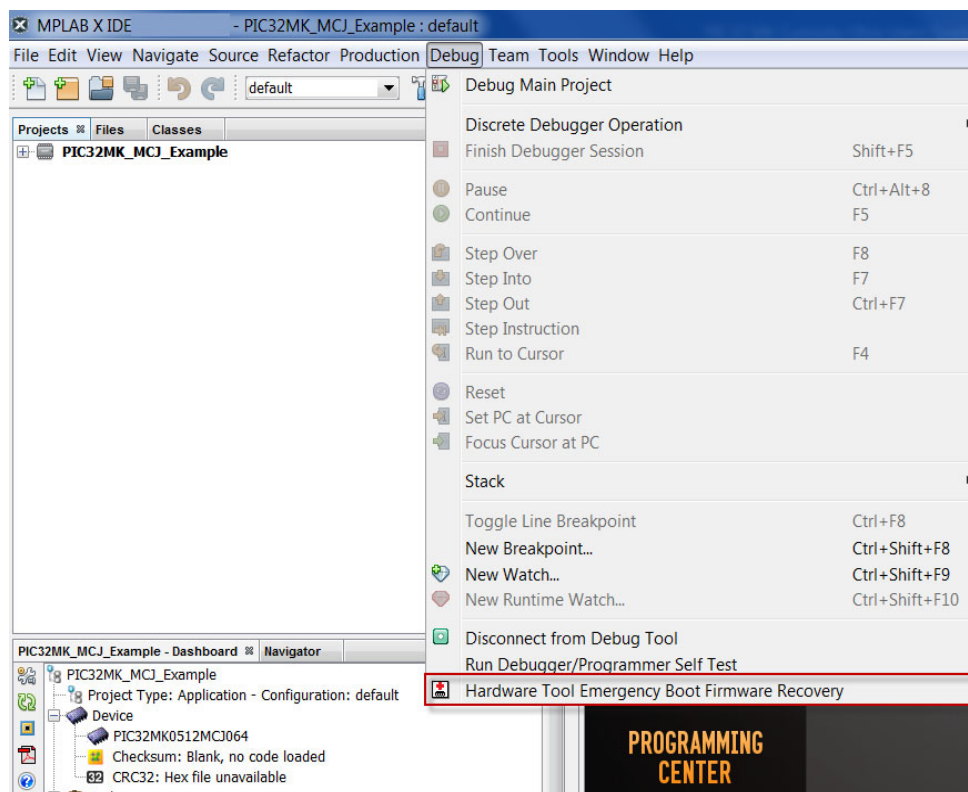 MPLAB X IDE - PIC32MK_MCJ_Example : default
File Edit View Navigate Source Refactor Production Debug Team Tools Window Help
default
Debug Main Project
Projects Files Classes
PIC32MK_MCJ_Example
Discrete Debugger Operation
Finish Debugger Session Shift+F5
Pause Ctrl+Alt+8
Continue F5
Step Over F8
Step Into F7
Step Out Ctrl+F7
Step Instruction
Run to Cursor F4
Reset
Set PC at Cursor
Focus Cursor at PC
Stack
Toggle Line Breakpoint Ctrl+F8
New Breakpoint... Ctrl+Shift+F8
New Watch... Ctrl+Shift+F9
New Runtime Watch... Ctrl+Shift+F10
Disconnect from Debug Tool
Run Debugger/Programmer Self Test
Hardware Tool Emergency Boot Firmware Recovery
PIC32MK_MCJ_Example - Dashboard Navigator
PIC32MK_MCJ_Example
Project Type: Application - Configuration: default
Device
PIC32MK0512MCJ064
Checksum: Blank, no code loaded
32 CRC32: Hex file unavailable
PROGRAMMING
CENTER